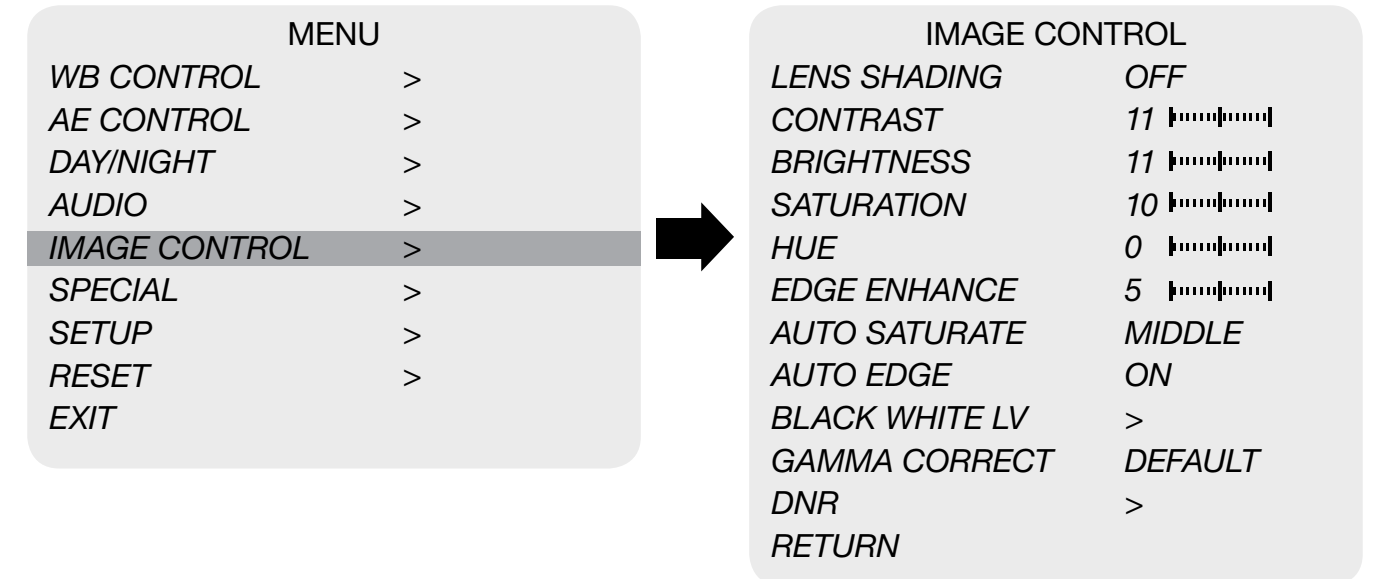 MENU
WB CONTROL >
AE CONTROL >
DAY/NIGHT >
AUDIO >
IMAGE CONTROL >
SPECIAL >
SETUP >
RESET >
EXIT
IMAGE CONTROL
LENS SHADING OFF
CONTRAST 11
BRIGHTNESS 11
SATURATION 10
HUE 0
EDGE ENHANCE 5
AUTO SATURATE MIDDLE
AUTO EDGE ON
BLACK WHITE LV >
GAMMA CORRECT DEFAULT
DNR >
RETURN